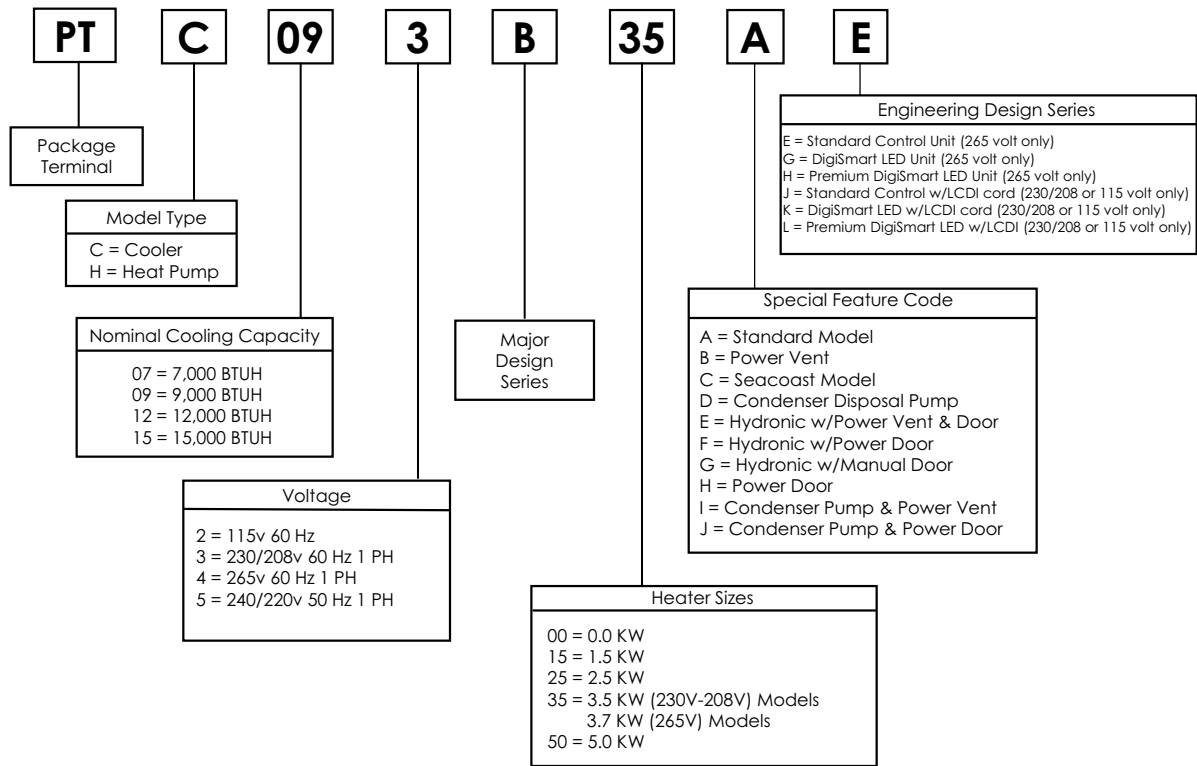 PT C 09 3 B 35 A E
Package
Terminal
Model Type
C = Cooler
H = Heat Pump
Nominal Cooling Capacity
07 = 7,000 BTUH
09 = 9,000 BTUH
12 = 12,000 BTUH
15 = 15,000 BTUH
Voltage
2 = 115v 60 Hz
3 = 230/208v 60 Hz 1 PH
4 = 265v 60 Hz 1 PH
5 = 240/220v 50 Hz 1 PH
Major
Design
Series
Heater Sizes
00 = 0.0 KW
15 = 1.5 KW
25 = 2.5 KW
35 = 3.5 KW (230V-208V) Models
3.7 KW (265V) Models
50 = 5.0 KW
Special Feature Code
A = Standard Model
B = Power Vent
C = Seacoast Model
D = Condenser Disposal Pump
E = Hydronic w/Power Vent & Door
F = Hydronic w/Power Door
G = Hydronic w/Manual Door
H = Power Door
I = Condenser Pump & Power Vent
J = Condenser Pump & Power Door
Engineering Design Series
E = Standard Control Unit (265 volt only)
G = DigiSmart LED Unit (265 volt only)
H = Premium DigiSmart LED Unit (265 volt only)
J = Standard Control w/LCDI cord (230/208 or 115 volt only)
K = DigiSmart LED w/LCDI cord (230/208 or 115 volt only)
L = Premium DigiSmart LED w/LCDI (230/208 or 115 volt only)